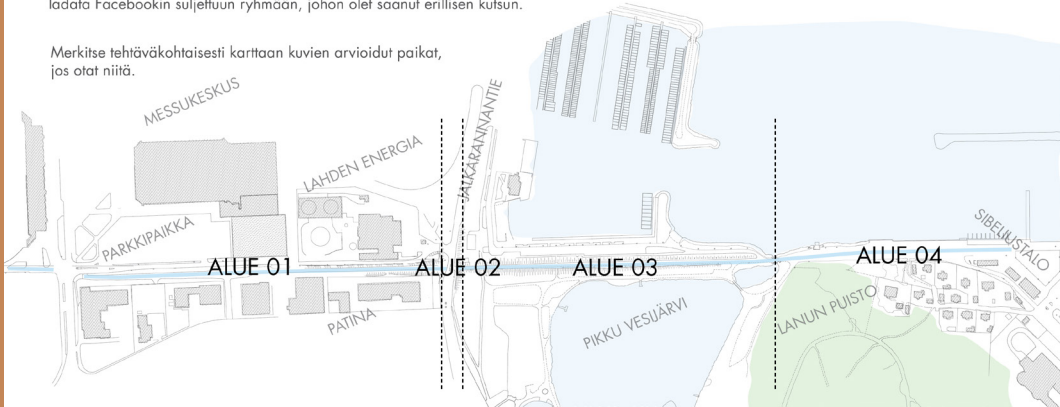 ladata Facebookin suljettuun ryhmään, johon olet saanut erillisen kutsun.
Merkitse tehtäväkohtaisesti karttaan kuvien arvioidut paikat,
jos otat niitä.
MESSUKESKUS
JALKARANNANTIE
LAHDEN ENERGIA
PARKKIPAIKKA
SIBELIUSTALO
ALUE 01
ALUE 02
ALUE 03
ALUE 04
PATINA
PIKKU VESIJÄRVI
LANUN PUISTO